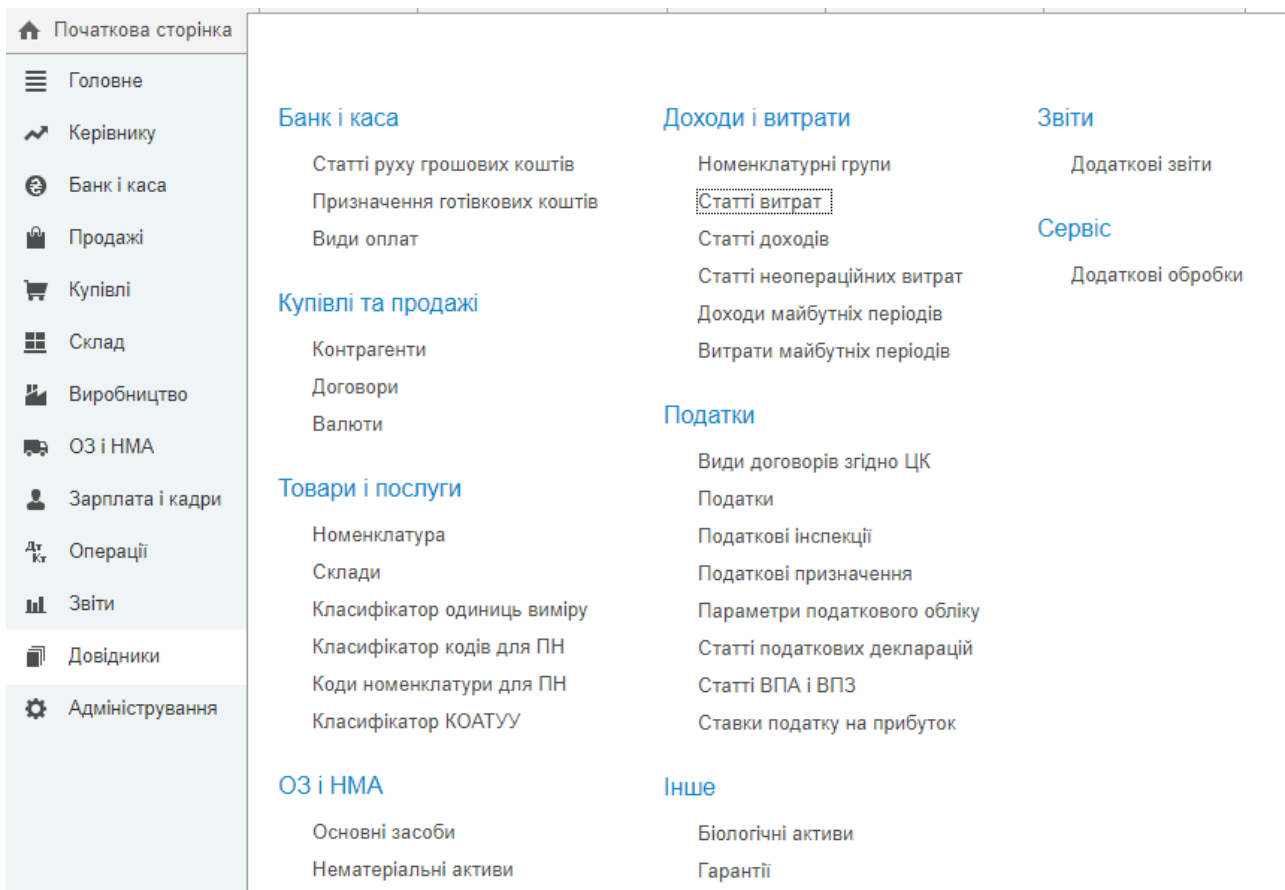 Початкова сторінка
Головне
Керівнику
Банк і каса
Продажі
Купівлі
Склад
Виробництво
ОЗ і НМА
Зарплата і кадри
Дт Кт Операції
Звіти
Довідники
Адміністрування
Банк і каса
Статті руху грошових коштів
Призначення готівкових коштів
Види оплат
Купівлі та продажі
Контрагенти
Договори
Валюти
Товари і послуги
Номенклатура
Склади
Класифікатор одиниць виміру
Класифікатор кодів для ПН
Коди номенклатури для ПН
Класифікатор КОАТУУ
ОЗ і НМА
Основні засоби
Нематеріальні активи
Доходи і витрати
Номенклатурні групи
Статті витрат
Статті доходів
Статті неопераційних витрат
Доходи майбутніх періодів
Витрати майбутніх періодів
Податки
Види договорів згідно ЦК
Податки
Податкові інспекції
Податкові призначення
Параметри податкового обліку
Статті податкових декларацій
Статті ВПА і ВПЗ
Ставки податку на прибуток
Інше
Біологічні активи
Гарантії
Звіти
Додаткові звіти
Сервіс
Додаткові обробки